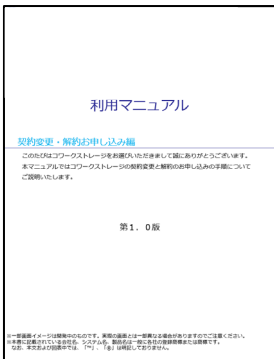 利用マニュアル
契約変更・解約お申し込み編
このたびはコワークストレージをお選びいただきまして誠にありがとうございます。
本マニュアルではコワークストレージの契約変更と解約のお申し込みの手順について
ご説明いたします。
第1．0版
※一部画面イメージは開発中のものです。実際の画面とは一部異なる場合がありますのでご注意ください。
※本書に記載されている会社名、システム名、製品名は一般に各社の登録商標または商標です。
なお、本文および図表中では、「™」、「®」は明記しておりません。